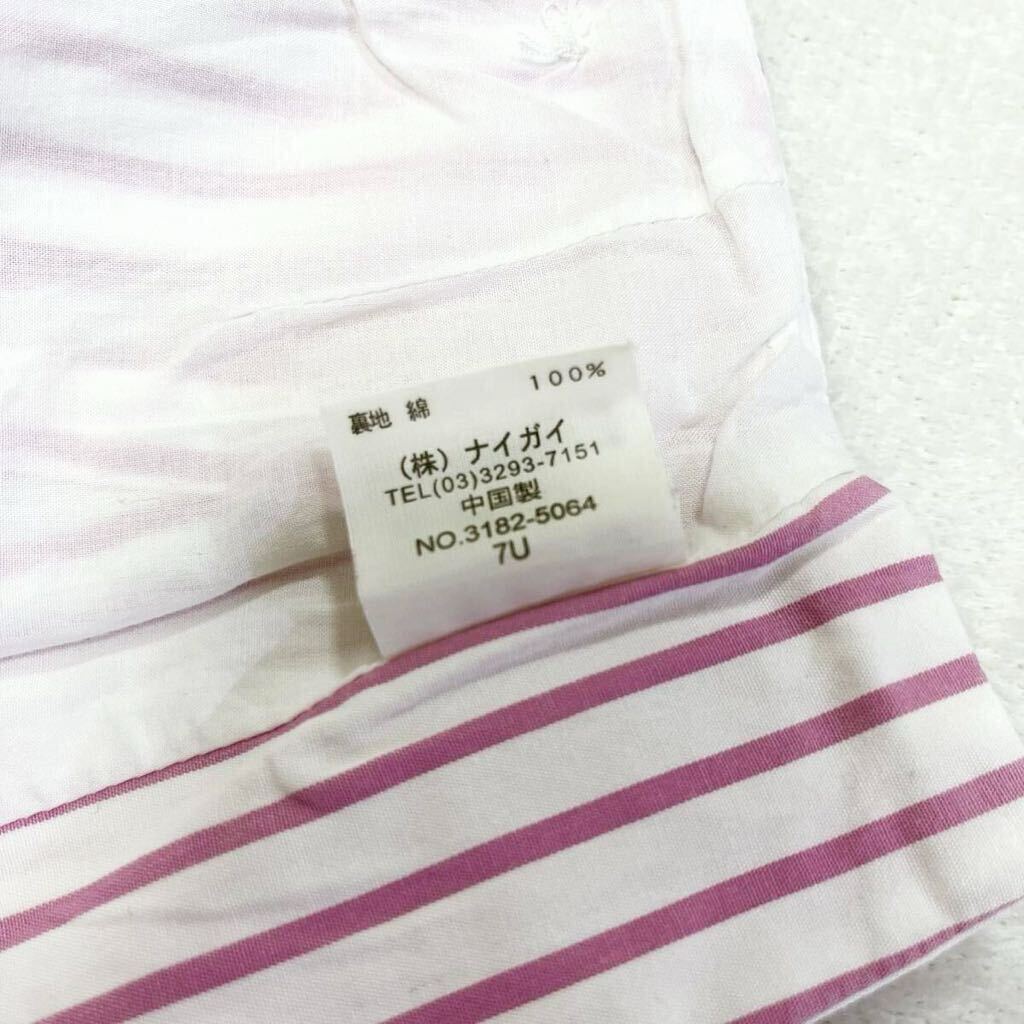 裏地 綿 100%
(株) ナイガイ
TEL(03)3293-7151
中国製
NO.3182-5064
7U